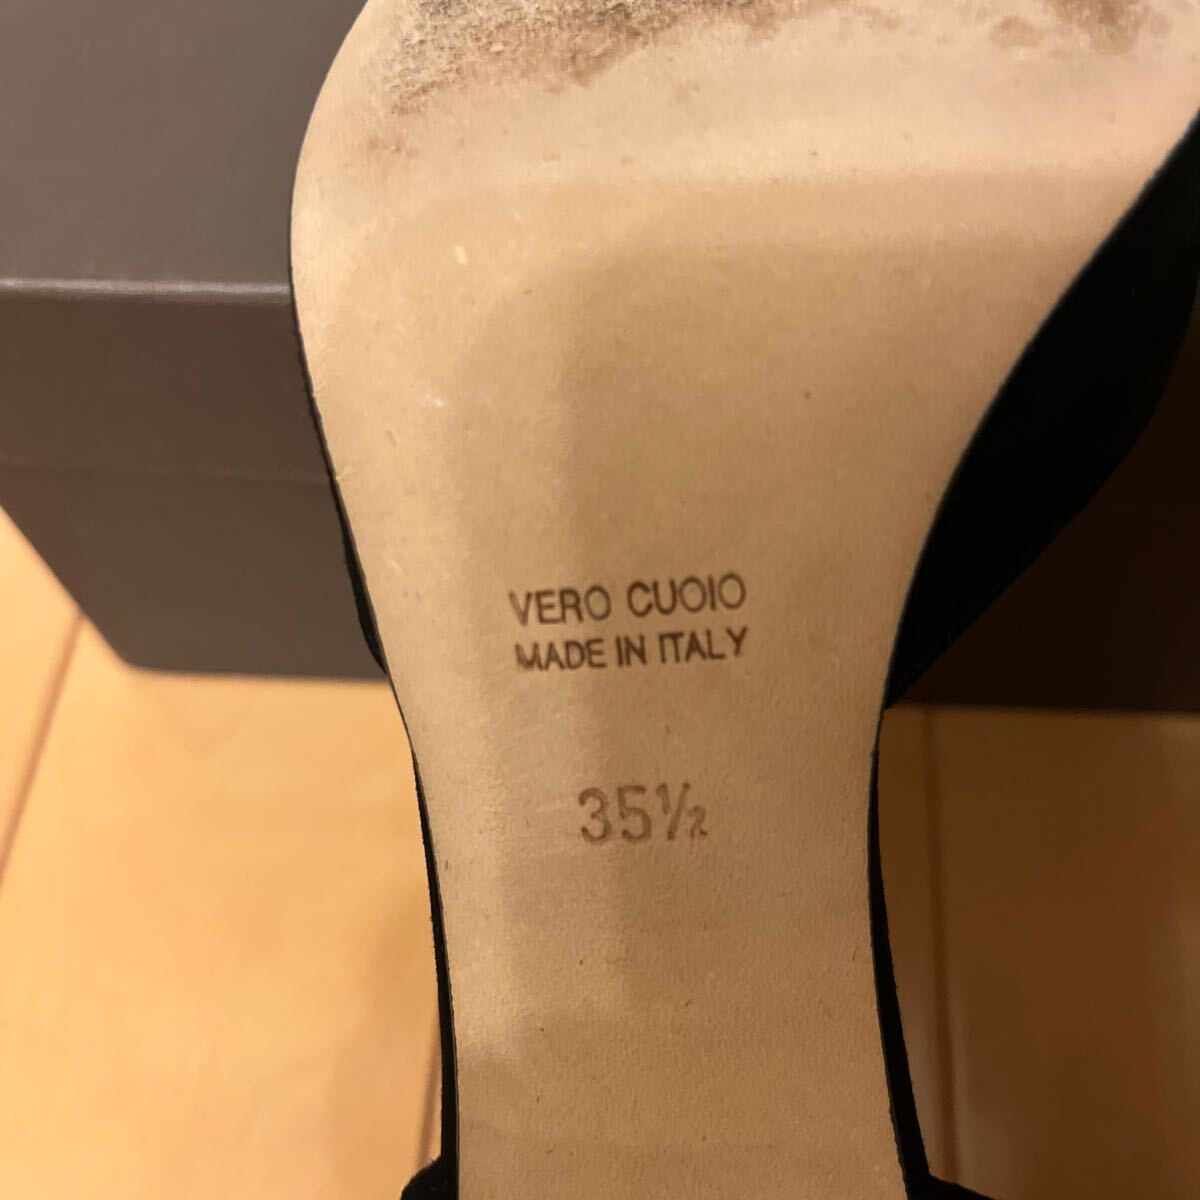 VERO CUOIO
MADE IN ITALY
35½